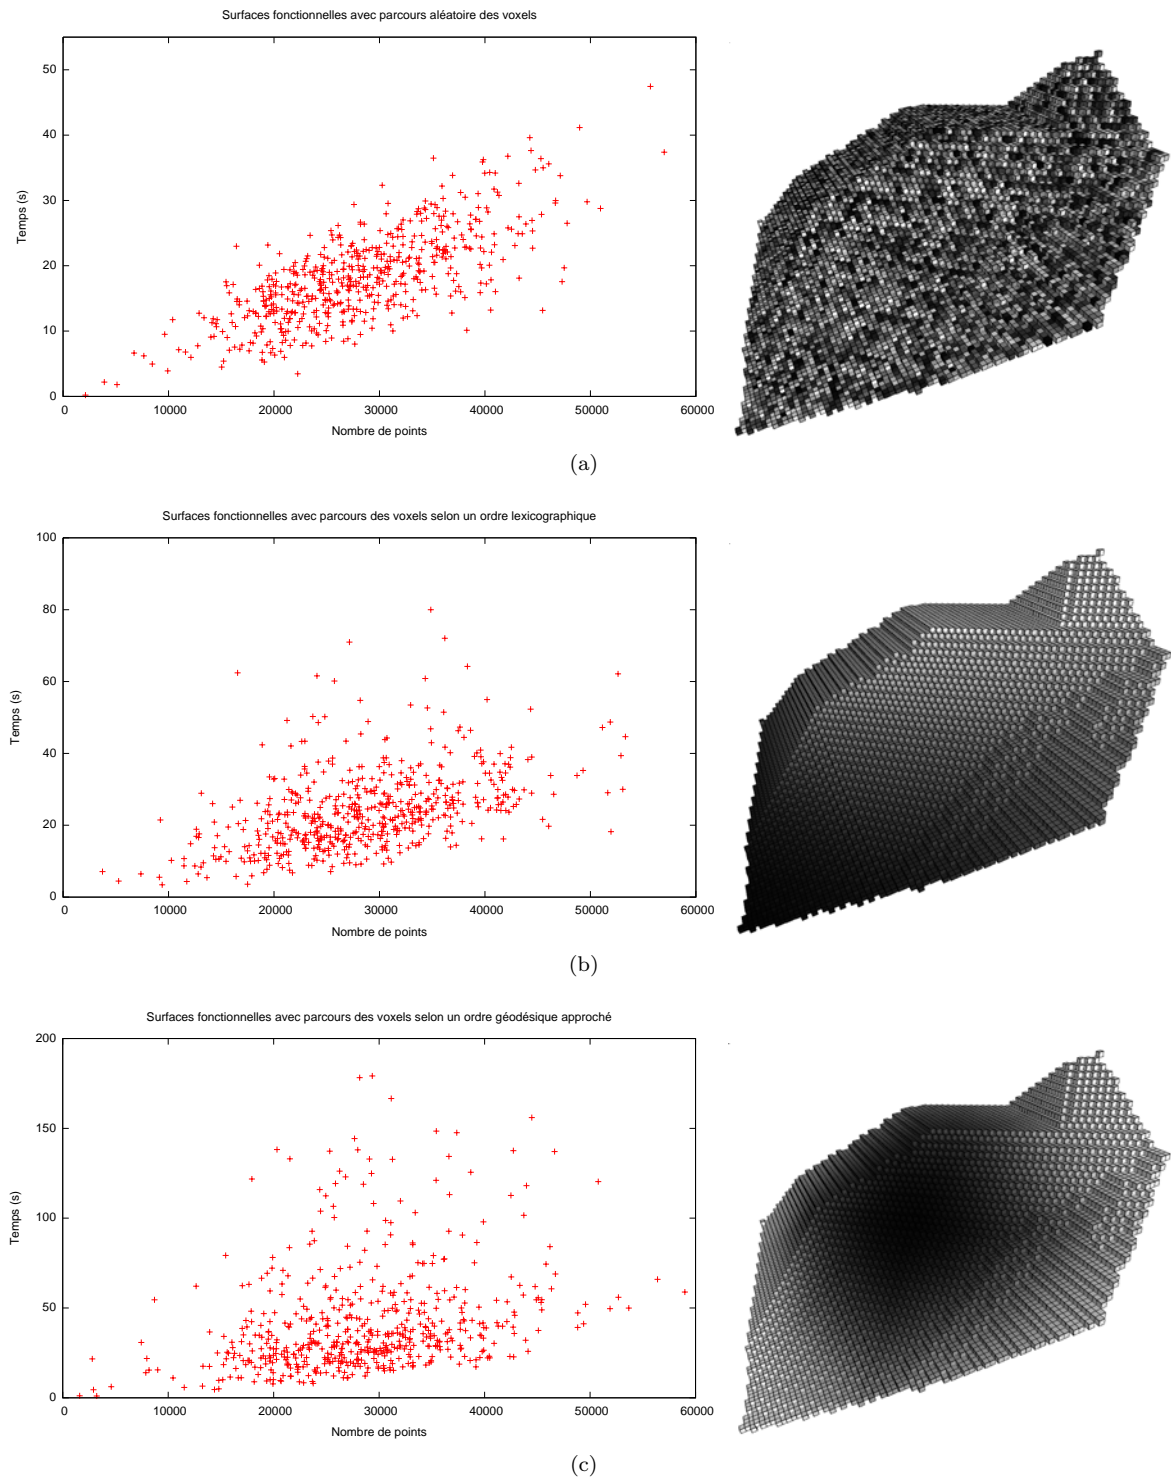 Surfaces fonctionnelles avec parcours aléatoire des voxels
50
40
30
20
10
0
Temps (s)
0 10000 20000 30000 40000 50000 60000
Nombre de points
(a)
Surfaces fonctionnelles avec parcours des voxels selon un ordre lexicographique
100
80
60
40
20
0
Temps (s)
0 10000 20000 30000 40000 50000 60000
Nombre de points
(b)
Surfaces fonctionnelles avec parcours des voxels selon un ordre géodésique approché
200
150
100
50
0
Temps (s)
0 10000 20000 30000 40000 50000 60000
Nombre de points
(c)